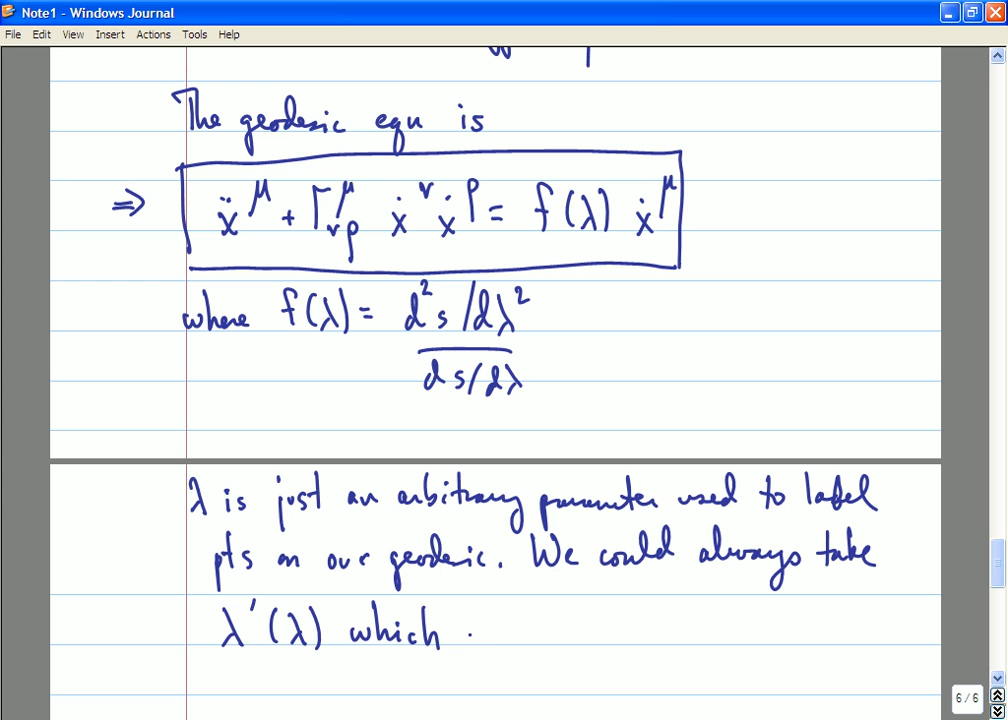 Note1 - Windows Journal
File Edit View Insert Actions Tools Help
The geodesic equ is
⇒ ẍ^μ + Γ^μ_νρ ẋ^ν ẋ^ρ = f(λ) ẋ^μ
where f(λ) = d²s/dλ²
ds/dλ
λ is just an arbitrary parameter used to label
pts on our geodesic. We could always take
λ'(λ) which
6/6